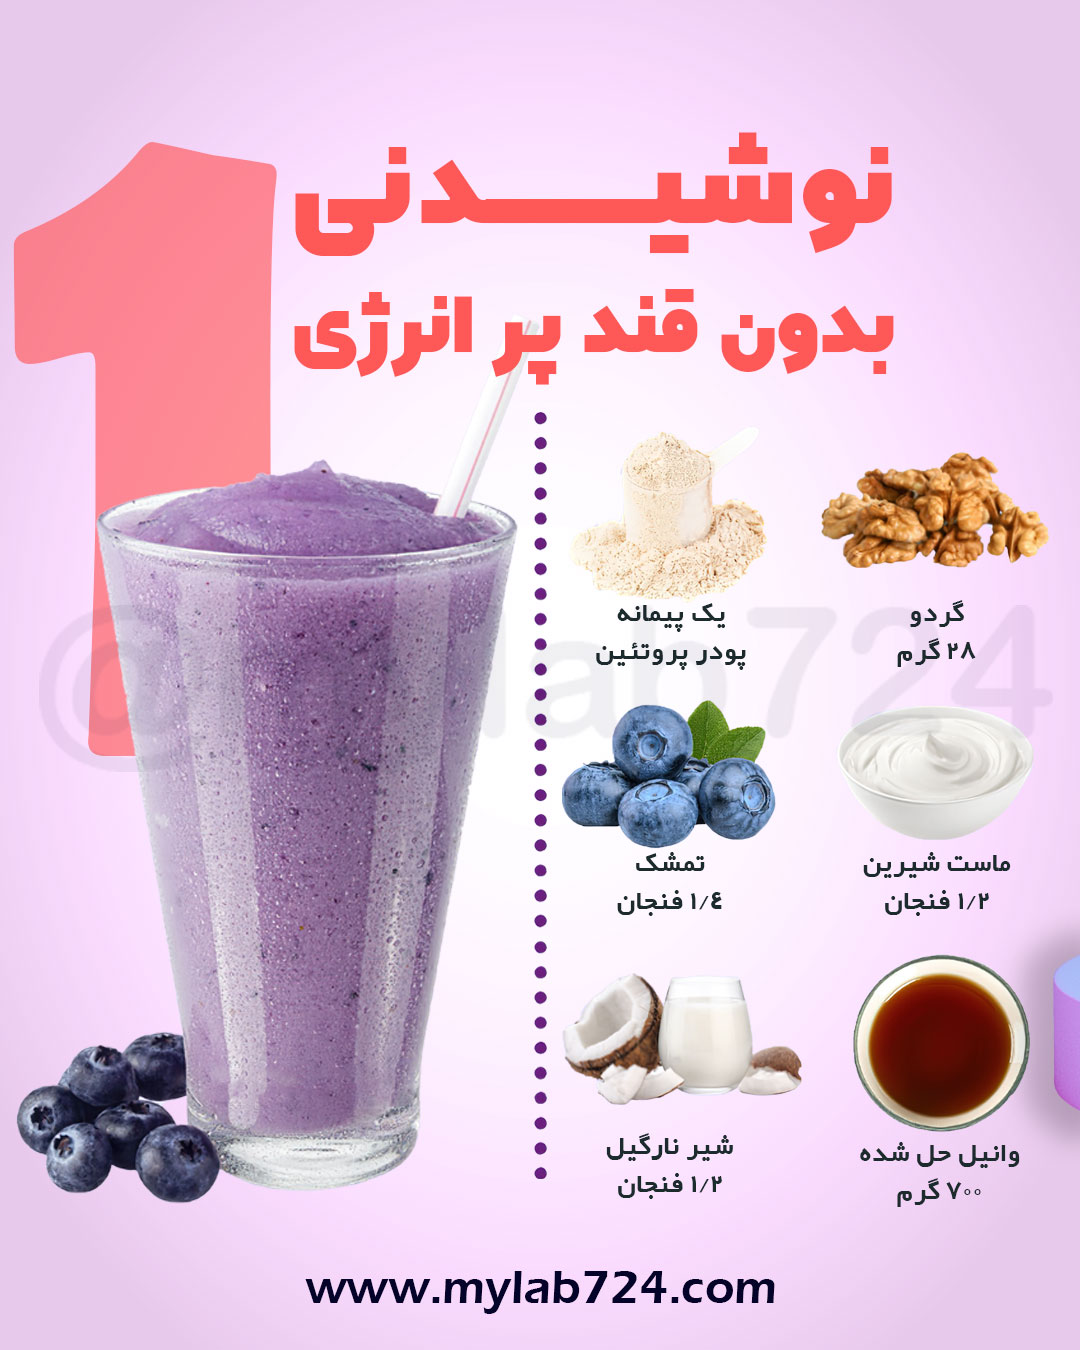 1
نوشیدنی
بدون قند پر انرژی
گردو
۲۸ گرم
یک پیمانه
پودر پروتئین
ماست شیرین
۱/۲ فنجان
تمشک
۱/٤ فنجان
وانیل حل شده
۷۰۰ گرم
شیر نارگیل
۱/۲ فنجان
@mylab724
www.mylab724.com